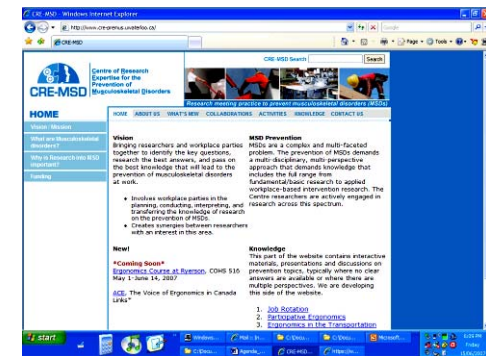 CRE-MSD - Windows Internet Explorer
http://www.cre-premus.uwaterloo.ca/
Google
CRE-MSD
Page
Tools
CRE-MSD Search
Search
CRE-MSD
Centre of Research
Expertise for the
Prevention of
Musculoskeletal Disorders
Research meeting practice to prevent musculoskeletal disorders (MSDs)
HOME
HOME ABOUT US WHAT'S NEW COLLABORATIONS ACTIVITIES KNOWLEDGE CONTACT US
Vision / Mission
What are Musculoskeletal
disorders?
Why is Research into MSD
important?
Funding
Vision
Bringing researchers and workplace parties
together to identify the key questions,
research the best answers, and pass on
the best knowledge that will lead to the
prevention of musculoskeletal disorders
at work.
Involves workplace parties in the
planning, conducting, interpreting, and
transferring the knowledge of research
on the prevention of MSDs.
Creates synergies between researchers
with an interest in this area.
MSD Prevention
MSDs are a complex and multi-faceted
problem. The prevention of MSDs demands
a multi-disciplinary, multi-perspective
approach that demands knowledge that
includes the full range from
fundamental/basic research to applied
workplace-based intervention research. The
Centre researchers are actively engaged in
research across this spectrum.
New!
*Coming Soon*
Ergonomics Course at Ryerson, COHS 516
May 1-June 14, 2007
ACE, The Voice of Ergonomics in Canada
Links"
Knowledge
This part of the website contains interactive
materials, presentations and discussions on
prevention topics, typically where no clear
answers are available or where there are
multiple perspectives. We are developing
this side of the website.
1. Job Rotation
2. Participative Ergonomics
3. Ergonomics in the Transportation
start
Windows...
C:\Docu...
C:\Docu...
Microsoft...
C:\Docu...
Agenda_...
CRE-MSD...
Friday